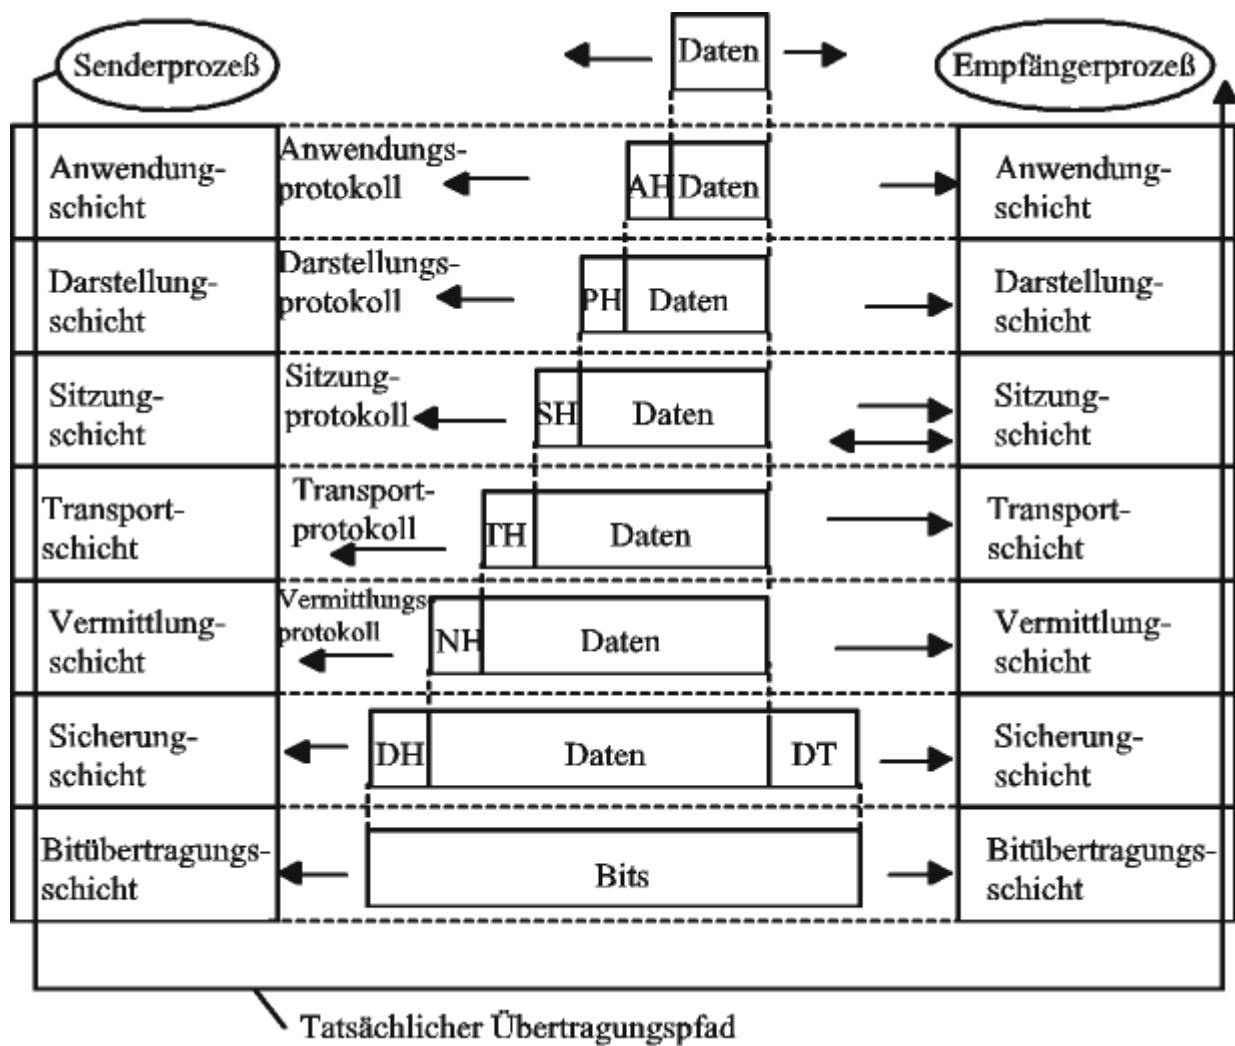 Senderprozeß
Daten
Empfängerprozeß
Anwendung-
schicht
Anwendungs-
protokoll
AH
Daten
Anwendung-
schicht
Darstellung-
schicht
Darstellungs-
protokoll
PH
Daten
Darstellung-
schicht
Sitzung-
schicht
Sitzung-
protokoll
SH
Daten
Sitzung-
schicht
Transport-
schicht
Transport-
protokoll
TH
Daten
Transport-
schicht
Vermittlung-
schicht
Vermittlungs-
protokoll
NH
Daten
Vermittlung-
schicht
Sicherung-
schicht
DH
Daten
DT
Sicherung-
schicht
Bitübertragungs-
schicht
Bits
Bitübertragungs-
schicht
Tatsächlicher Übertragungspfad